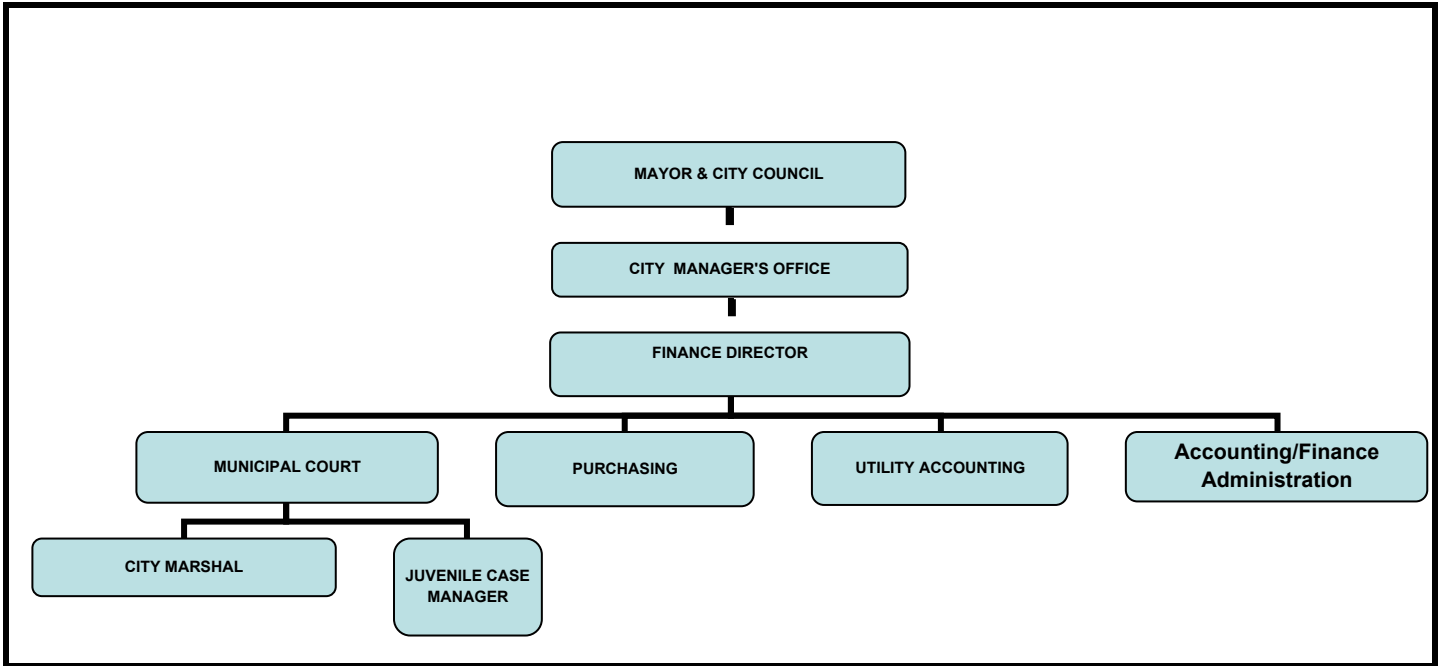 MAYOR & CITY COUNCIL
CITY MANAGER'S OFFICE
FINANCE DIRECTOR
MUNICIPAL COURT
PURCHASING
UTILITY ACCOUNTING
Accounting/Finance
Administration
CITY MARSHAL
JUVENILE CASE
MANAGER